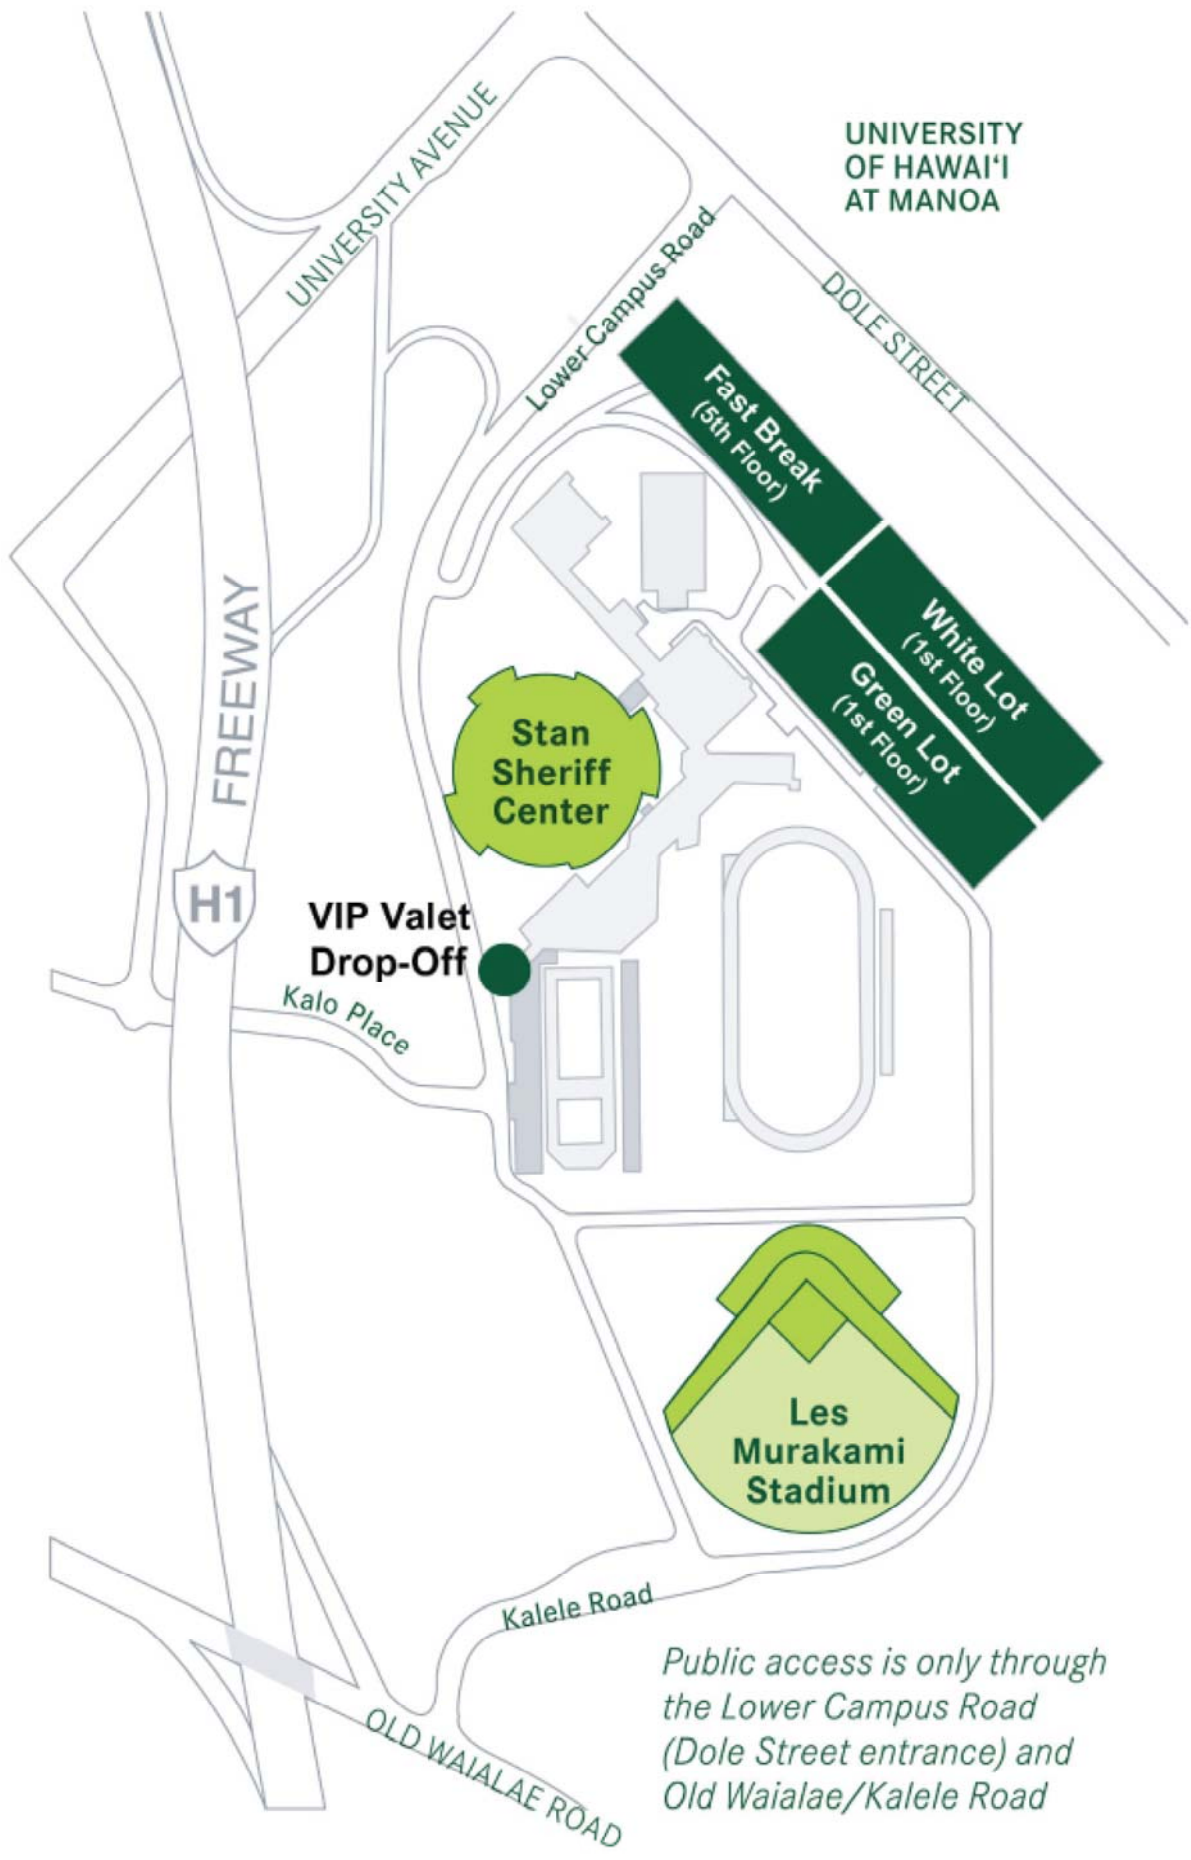 UNIVERSITY
OF HAWAI‘I
AT MANOA
UNIVERSITY AVENUE
Lower Campus Road
DOLE STREET
Fast Break
(5th Floor)
White Lot
(1st Floor)
Green Lot
(1st Floor)
FREEWAY
H1
Stan
Sheriff
Center
VIP Valet
Drop-Off
Kalo Place
Les
Murakami
Stadium
Kalele Road
OLD WAIALAE ROAD
Public access is only through
the Lower Campus Road
(Dole Street entrance) and
Old Waialae/Kalele Road